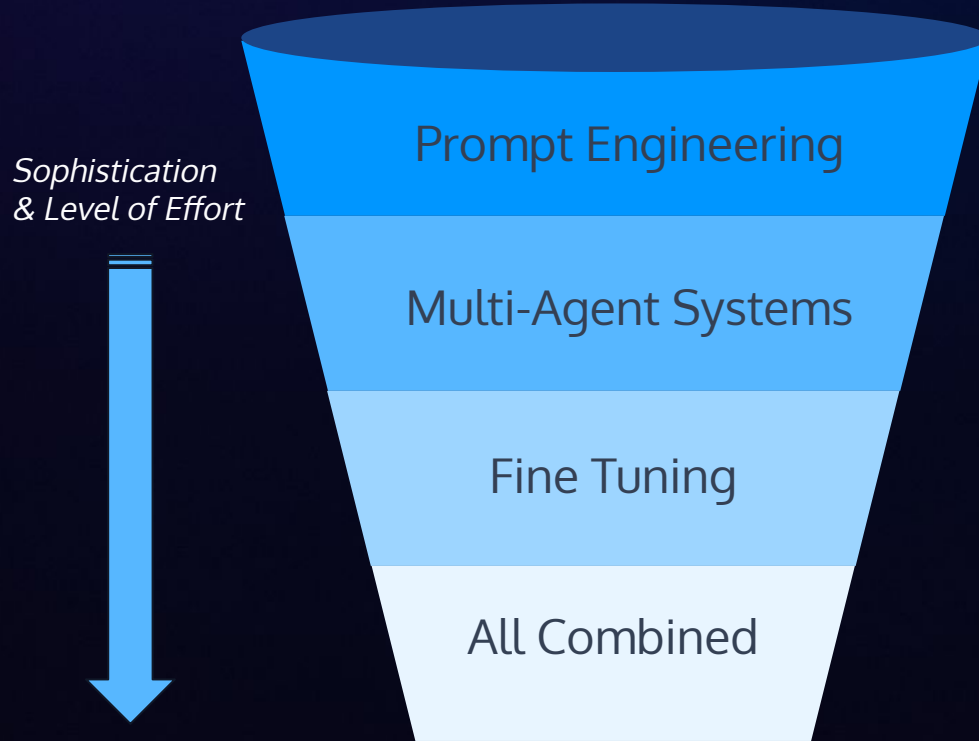 Prompt Engineering
Sophistication
& Level of Effort
Multi-Agent Systems
Fine Tuning
All Combined